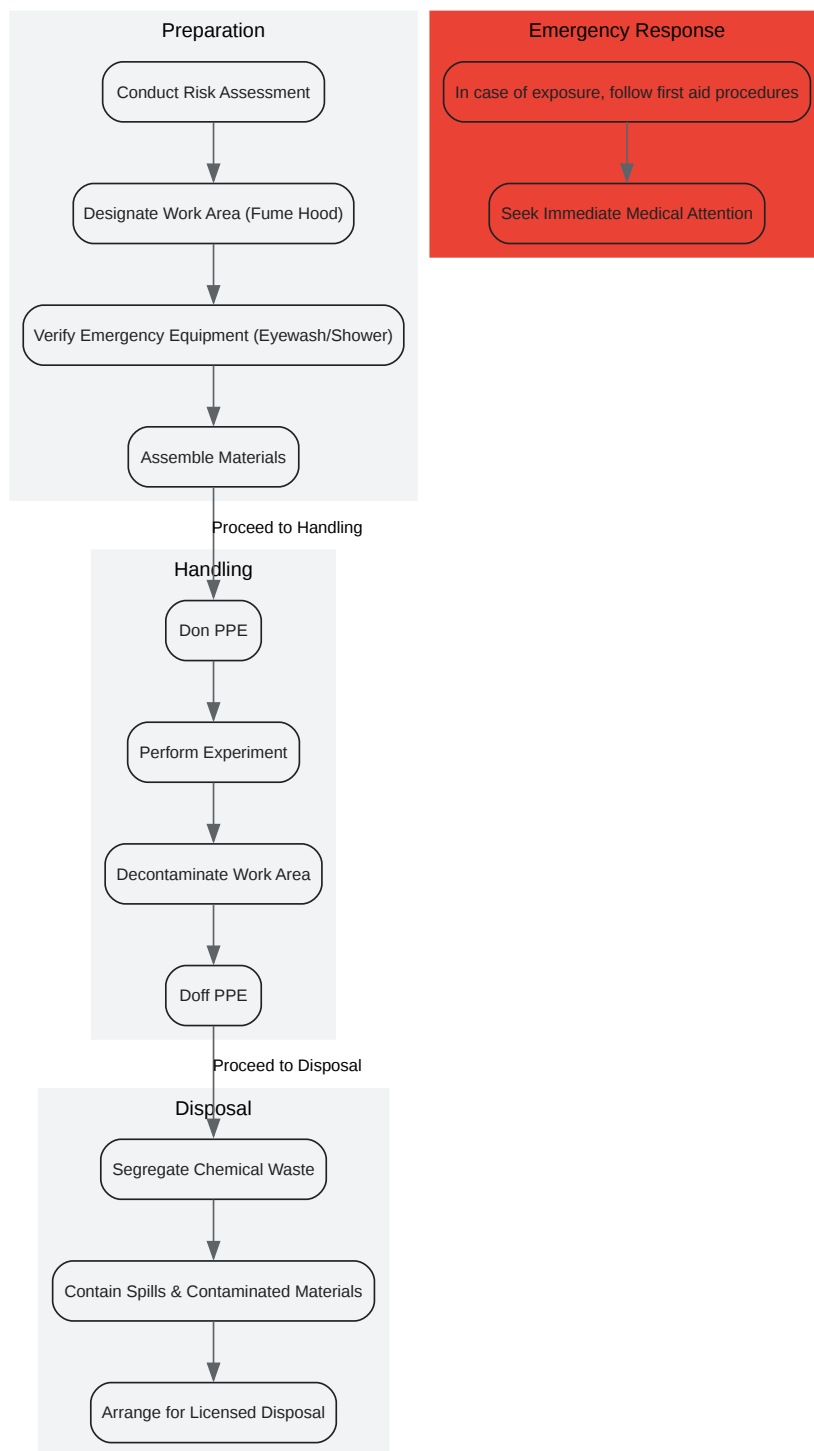 Preparation
Conduct Risk Assessment
Designate Work Area (Fume Hood)
Verify Emergency Equipment (Eyewash/Shower)
Assemble Materials
Proceed to Handling
Handling
Don PPE
Perform Experiment
Decontaminate Work Area
Doff PPE
Proceed to Disposal
Disposal
Segregate Chemical Waste
Contain Spills & Contaminated Materials
Arrange for Licensed Disposal
Emergency Response
In case of exposure, follow first aid procedures
Seek Immediate Medical Attention